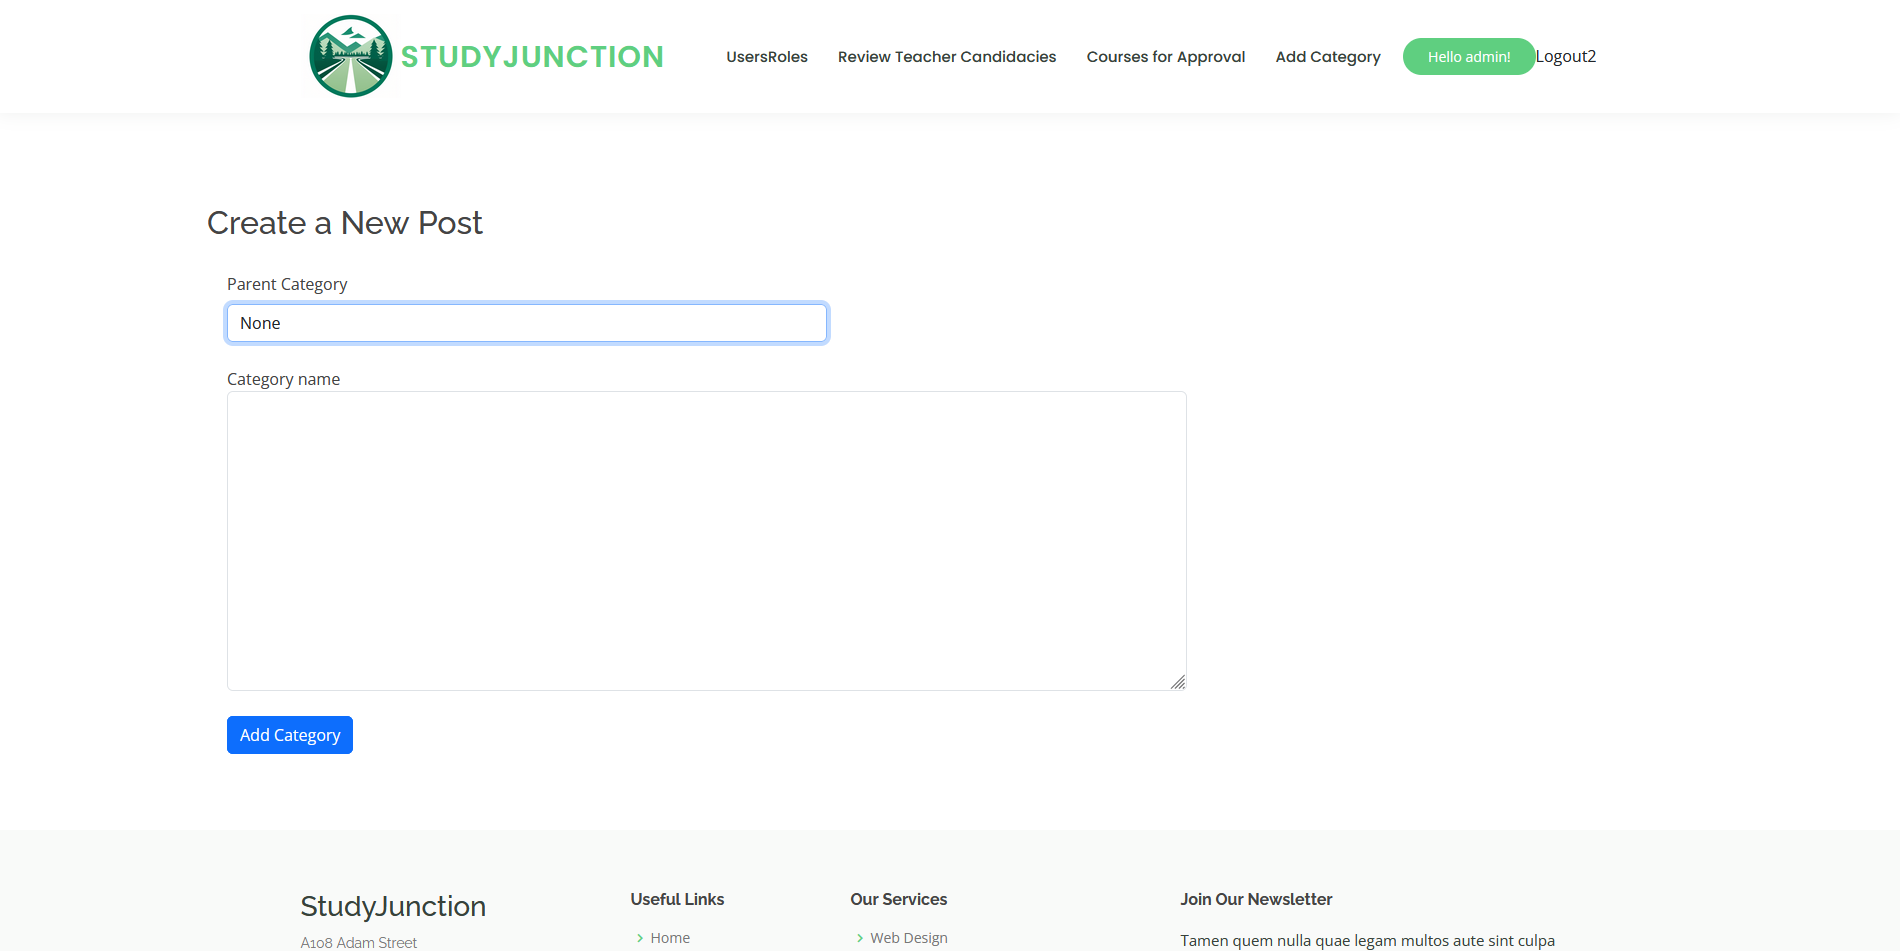 STUDYJUNCTION
UsersRoles
Review Teacher Candidacies
Courses for Approval
Add Category
Hello admin!
Logout2
Create a New Post
Parent Category
None
Category name
Add Category
StudyJunction
A108 Adam Street
Useful Links
Home
Our Services
Web Design
Join Our Newsletter
Tamen quem nulla quae legam multos aute sint culpa